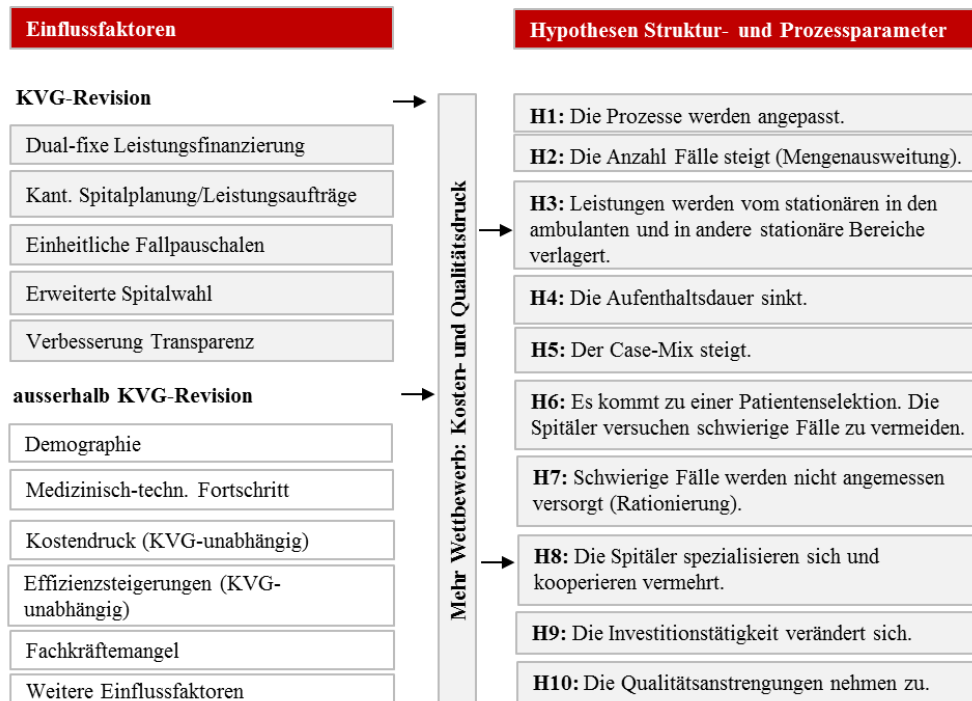 Einflussfaktoren
KVG-Revision
Dual-fixe Leistungsfinanzierung
Kant. Spitalplanung/Leistungsaufträge
Einheitliche Fallpauschalen
Erweiterte Spitalwahl
Verbesserung Transparenz
ausserhalb KVG-Revision
Demographie
Medizinisch-techn. Fortschritt
Kostendruck (KVG-unabhängig)
Effizienzsteigerungen (KVG-
unabhängig)
Fachkräftemangel
Weitere Einflussfaktoren
Mehr Wettbewerb: Kosten- und Qualitätsdruck
Hypothesen Struktur- und Prozessparameter
H1: Die Prozesse werden angepasst.
H2: Die Anzahl Fälle steigt (Mengenausweitung).
H3: Leistungen werden vom stationären in den
ambulanten und in andere stationäre Bereiche
verlagert.
H4: Die Aufenthaltsdauer sinkt.
H5: Der Case-Mix steigt.
H6: Es kommt zu einer Patientenselektion. Die
Spitäler versuchen schwierige Fälle zu vermeiden.
H7: Schwierige Fälle werden nicht angemessen
versorgt (Rationierung).
H8: Die Spitäler spezialisieren sich und
kooperieren vermehrt.
H9: Die Investitionstätigkeit verändert sich.
H10: Die Qualitätsanstrengungen nehmen zu.